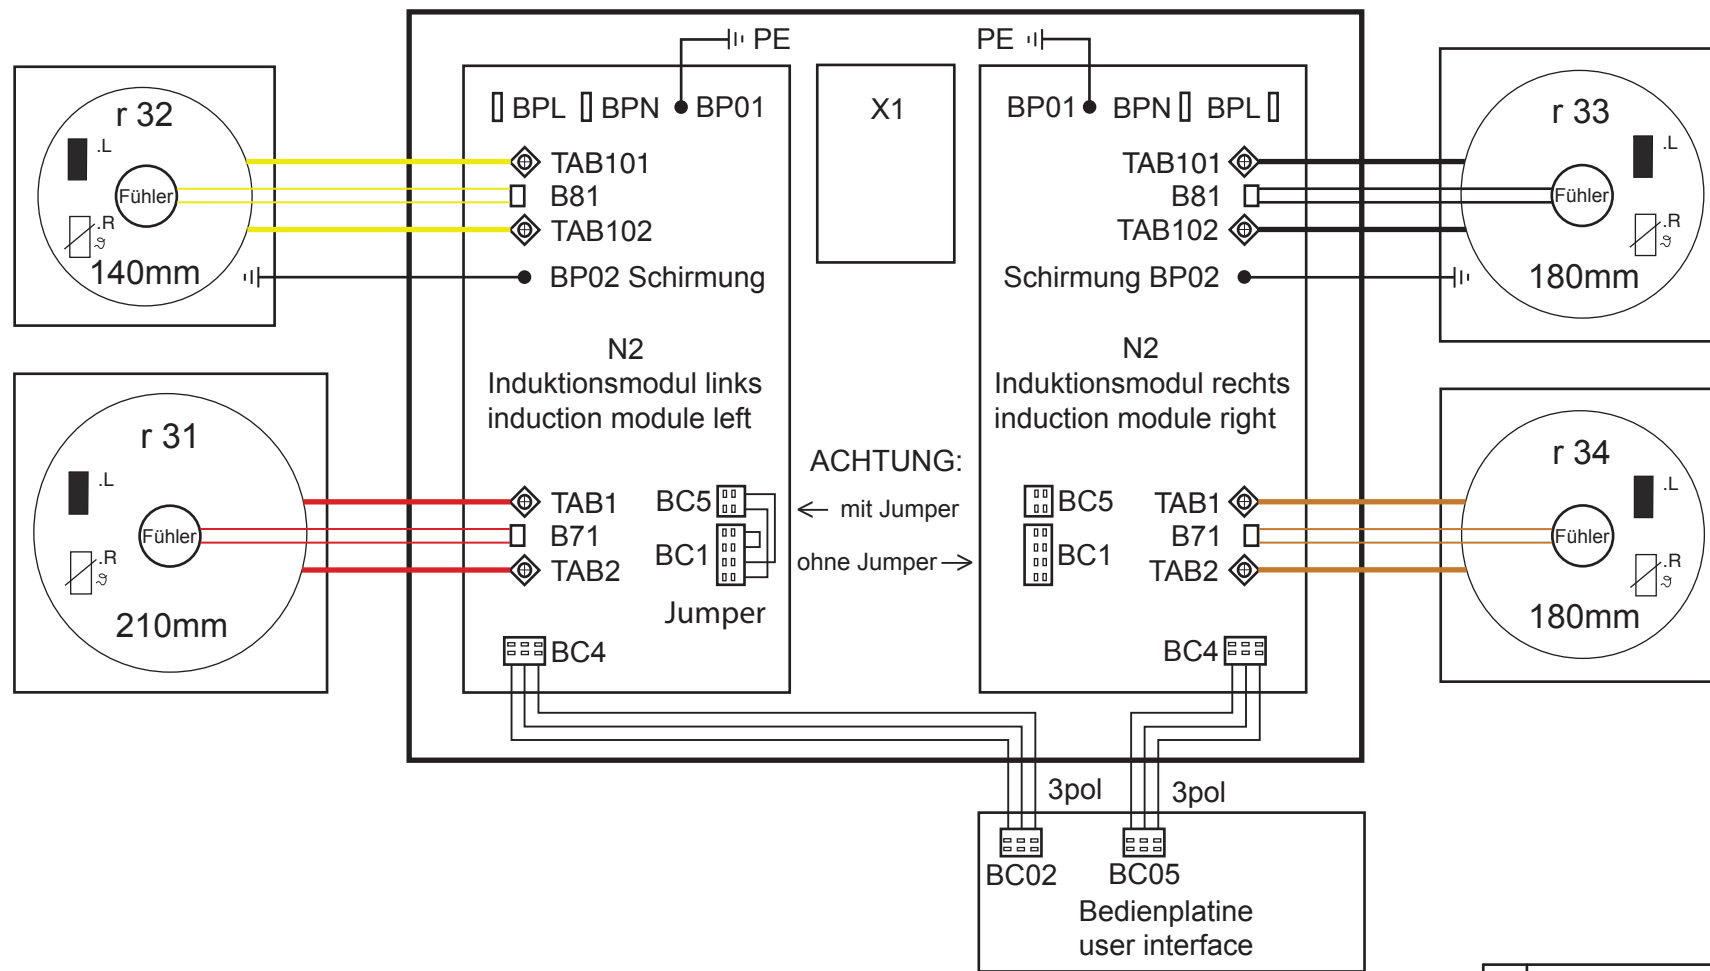 PE
PE
r 32
.L
Fühler
.R
ϑ
140mm
BPL
BPN
BP01
TAB101
B81
TAB102
BP02 Schirmung
X1
BP01
BPN
BPL
TAB101
B81
TAB102
Schirmung BP02
r 33
.L
Fühler
.R
ϑ
180mm
N2
Induktionsmodul links
induction module left
N2
Induktionsmodul rechts
induction module right
r 31
.L
Fühler
.R
ϑ
210mm
TAB1
B71
TAB2
BC5
BC1
Jumper
BC4
ACHTUNG:
mit Jumper
ohne Jumper
BC5
BC1
TAB1
B71
TAB2
BC4
r 34
.L
Fühler
.R
ϑ
180mm
3pol
3pol
BC02
BC05
Bedienplatine
user interface